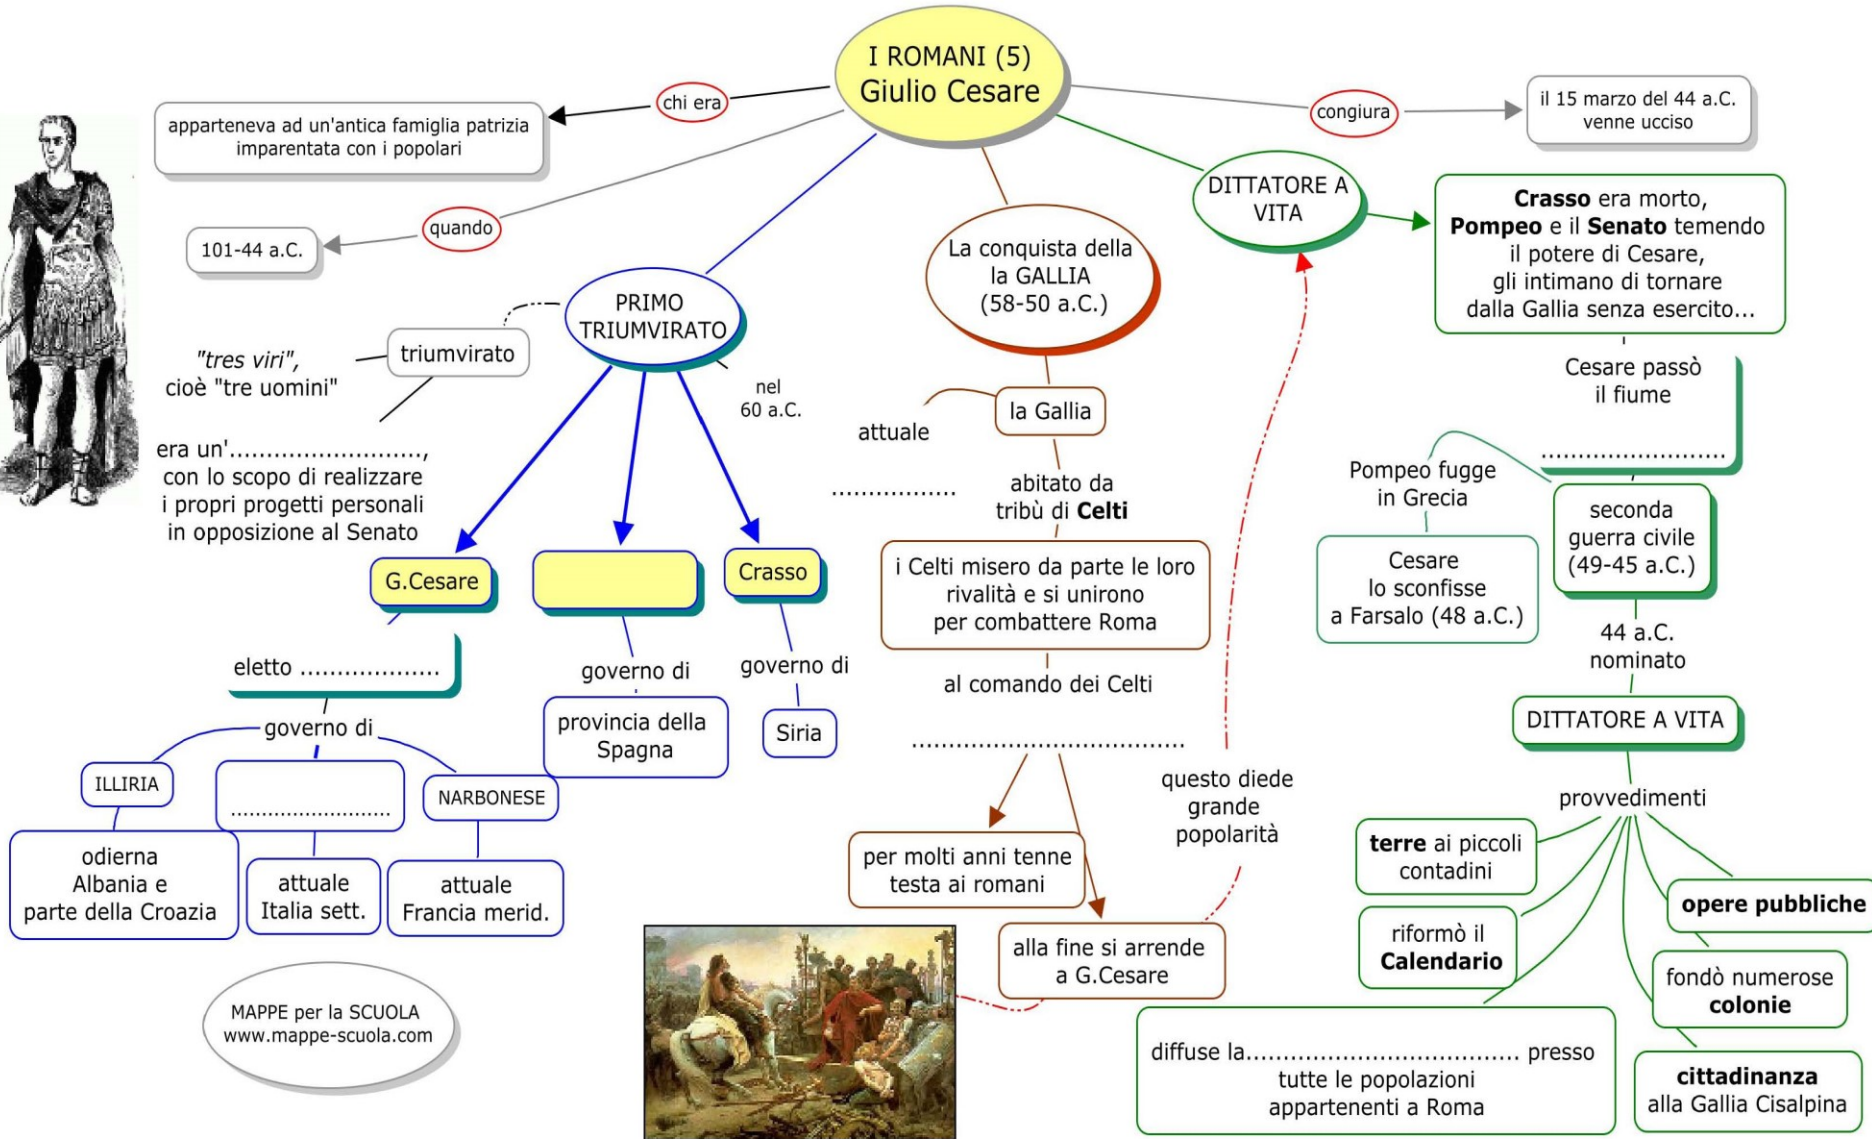 I ROMANI (5)
Giulio Cesare
chi era
apparteneva ad un'antica famiglia patrizia
imparentata con i popolari
quando
101-44 a.C.
congiura
il 15 marzo del 44 a.C.
venne ucciso
PRIMO
TRIUMVIRATO
triumvirato
"tres viri",
cioè "tre uomini"
era un'..........................,
con lo scopo di realizzare
i propri progetti personali
in opposizione al Senato
nel
60 a.C.
G.Cesare
Crasso
eletto ...................
governo di
ILLIRIA
.........................
NARBONESE
odierna
Albania e
parte della Croazia
attuale
Italia sett.
attuale
Francia merid.
governo di
provincia della
Spagna
governo di
Siria
La conquista della
la GALLIA
(58-50 a.C.)
la Gallia
attuale
.................
abitato da
tribù di Celti
i Celti misero da parte le loro
rivalità e si unirono
per combattere Roma
al comando dei Celti
.....................................
per molti anni tenne
testa ai romani
alla fine si arrende
a G.Cesare
questo diede
grande
popolarità
DITTATORE A
VITA
Crasso era morto,
Pompeo e il Senato temendo
il potere di Cesare,
gli intimano di tornare
dalla Gallia senza esercito...
Cesare passò
il fiume
.........................
Pompeo fugge
in Grecia
Cesare
lo sconfisse
a Farsalo (48 a.C.)
seconda
guerra civile
(49-45 a.C.)
44 a.C.
nominato
DITTATORE A VITA
provvedimenti
terre ai piccoli
contadini
riformò il
Calendario
diffuse la..................................... presso
tutte le popolazioni
appartenenti a Roma
opere pubbliche
fondò numerose
colonie
cittadinanza
alla Gallia Cisalpina
MAPPE per la SCUOLA
www.mappe-scuola.com